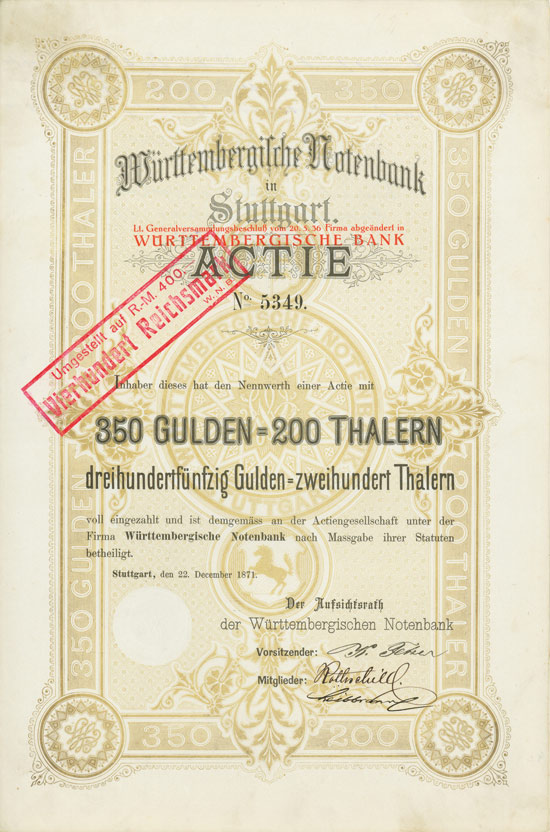 200 350
Württembergische Notenbank
in
Stuttgart.
Lt. Generalversammlungsbeschluß vom 20. 5. 36 Firma abgeändert in
WÜRTTEMBERGISCHE BANK
ACTIE
No. 5349.
Umgestellt auf R.-M. 400.-
Vierhundert Reichsmark
W. N. B.
Inhaber dieses hat den Nennwerth einer Actie mit
350 GULDEN = 200 THALERN
dreihundertfünfzig Gulden = zweihundert Thalern
voll eingezahlt und ist demgemäss an der Actiengesellschaft unter der
Firma Württembergische Notenbank nach Massgabe ihrer Statuten
betheiligt.
Stuttgart, den 22. December 1871.
Der Aufsichtsrath
der Württembergischen Notenbank
Vorsitzender:
Mitglieder:
200 THALER
350 GULDEN
350 GULDEN
200 THALER
350 200